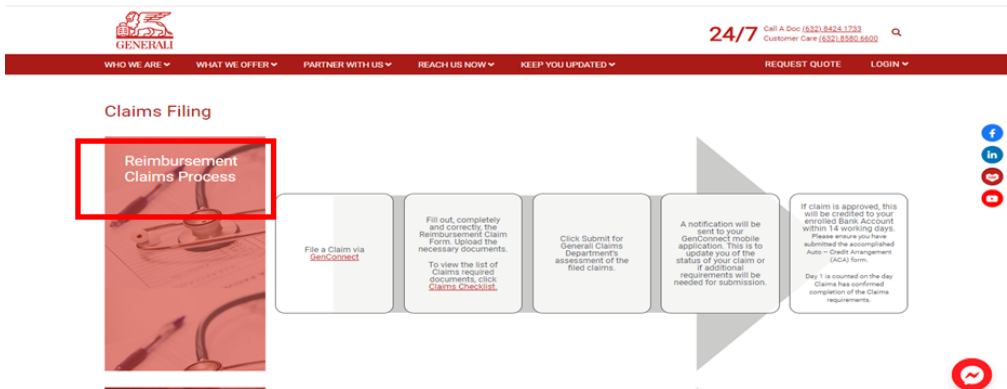 GENERALI
24/7
Call A Doc (632) 8424 1733
Customer Care (632) 8580 6600
WHO WE ARE
WHAT WE OFFER
PARTNER WITH US
REACH US NOW
KEEP YOU UPDATED
REQUEST QUOTE
LOGIN
Claims Filing
Reimbursement
Claims Process
File a Claim via
GenConnect
Fill out, completely
and correctly, the
Reimbursement Claim
Form. Upload the
necessary documents.
To view the list of
Claims required
documents, click
Claims Checklist.
Click Submit for
Generali Claims
Department's
assessment of the
filed claims.
A notification will be
sent to your
GenConnect mobile
application. This is to
update you of the
status of your claim or
if additional
requirements will be
needed for submission.
If claim is approved, this
will be credited to your
enrolled Bank Account
within 14 working days.
Please ensure you have
submitted the accomplished
Auto – Credit Arrangement
(ACA) form.
Day 1 is counted on the day
Claims has confirmed
completion of the Claims
requirements.